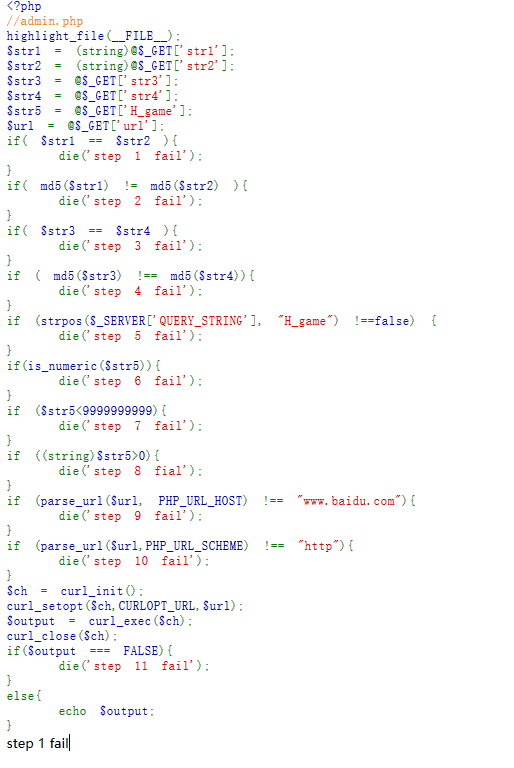 <?php
//admin.php
highlight_file(__FILE__);
$str1 = (string)@$_GET['str1'];
$str2 = (string)@$_GET['str2'];
$str3 = @$_GET['str3'];
$str4 = @$_GET['str4'];
$str5 = @$_GET['H_game'];
$url = @$_GET['url'];
if( $str1 == $str2 ){
die('step 1 fail');
}
if( md5($str1) != md5($str2) ){
die('step 2 fail');
}
if( $str3 == $str4 ){
die('step 3 fail');
}
if ( md5($str3) !== md5($str4)){
die('step 4 fail');
}
if (strpos($_SERVER['QUERY_STRING'], "H_game") !==false) {
die('step 5 fail');
}
if(is_numeric($str5)){
die('step 6 fail');
}
if ($str5<9999999999){
die('step 7 fail');
}
if ((string)$str5>0){
die('step 8 fial');
}
if (parse_url($url, PHP_URL_HOST) !== "www.baidu.com"){
die('step 9 fail');
}
if (parse_url($url,PHP_URL_SCHEME) !== "http"){
die('step 10 fail');
}
$ch = curl_init();
curl_setopt($ch,CURLOPT_URL,$url);
$output = curl_exec($ch);
curl_close($ch);
if($output === FALSE){
die('step 11 fail');
}
else{
echo $output;
}
step 1 fail